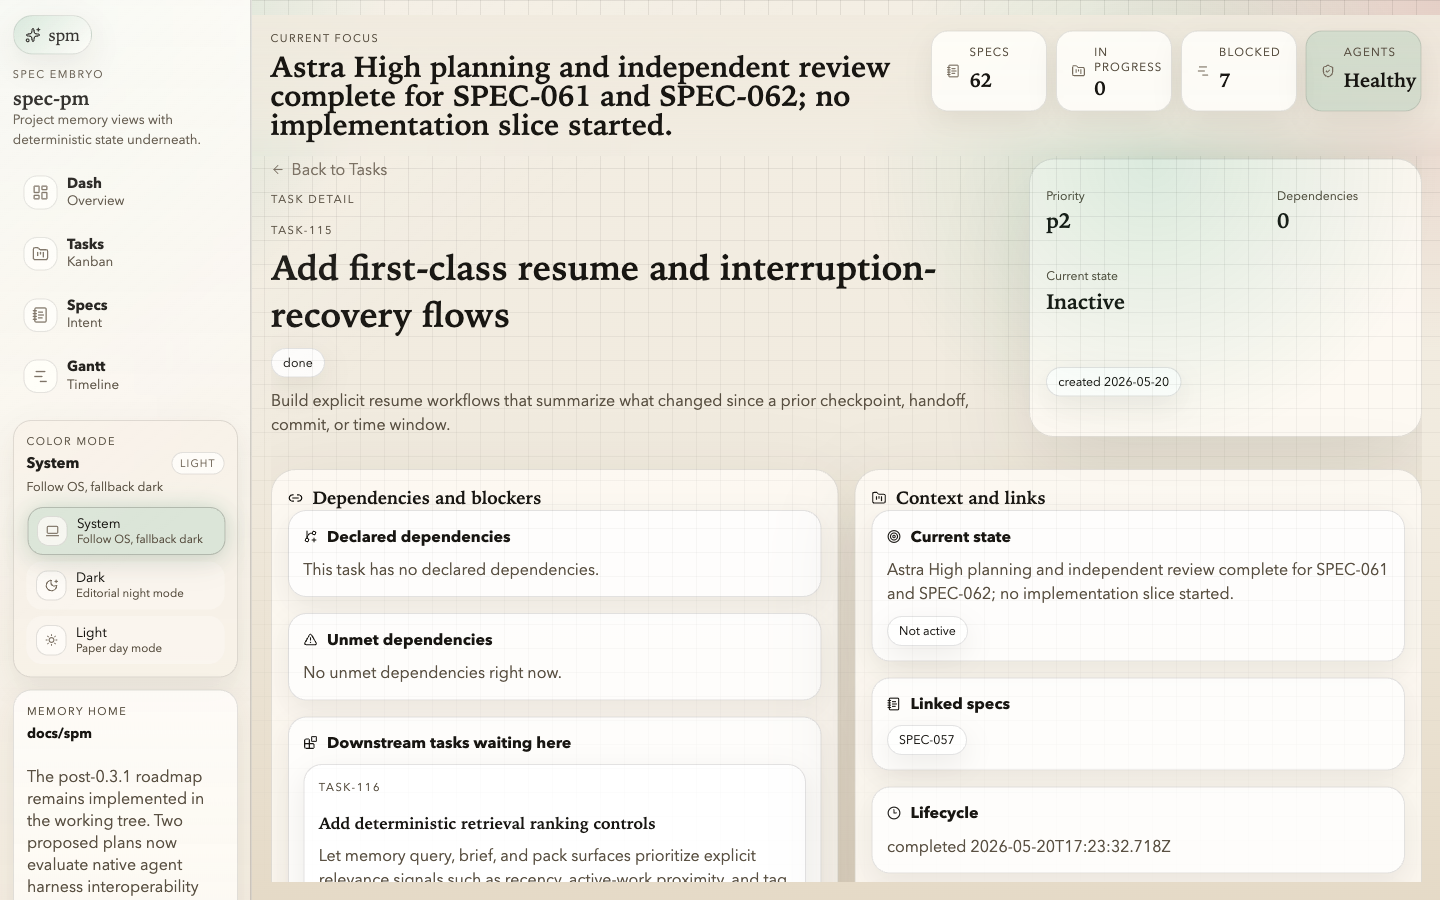 spm
SPEC EMBRYO
spec-pm
Project memory views with
deterministic state underneath.
Dash
Overview
Tasks
Kanban
Specs
Intent
Gantt
Timeline
COLOR MODE
System
LIGHT
Follow OS, fallback dark
System
Follow OS, fallback dark
Dark
Editorial night mode
Light
Paper day mode
MEMORY HOME
docs/spm
The post-0.3.1 roadmap
remains implemented in
the working tree. Two
proposed plans now
evaluate native agent
harness interoperability
CURRENT FOCUS
Astra High planning and independent review
complete for SPEC-061 and SPEC-062; no
implementation slice started.
SPECS
62
IN
PROGRESS
0
BLOCKED
7
AGENTS
Healthy
← Back to Tasks
TASK DETAIL
TASK-115
Add first-class resume and interruption-
recovery flows
done
Build explicit resume workflows that summarize what changed since a prior checkpoint, handoff,
commit, or time window.
Priority
p2
Dependencies
0
Current state
Inactive
created 2026-05-20
Dependencies and blockers
Declared dependencies
This task has no declared dependencies.
Unmet dependencies
No unmet dependencies right now.
Downstream tasks waiting here
TASK-116
Add deterministic retrieval ranking controls
Let memory query, brief, and pack surfaces prioritize explicit
relevance signals such as recency, active-work proximity, and tag
Context and links
Current state
Astra High planning and independent review complete for SPEC-061
and SPEC-062; no implementation slice started.
Not active
Linked specs
SPEC-057
Lifecycle
completed 2026-05-20T17:23:32.718Z